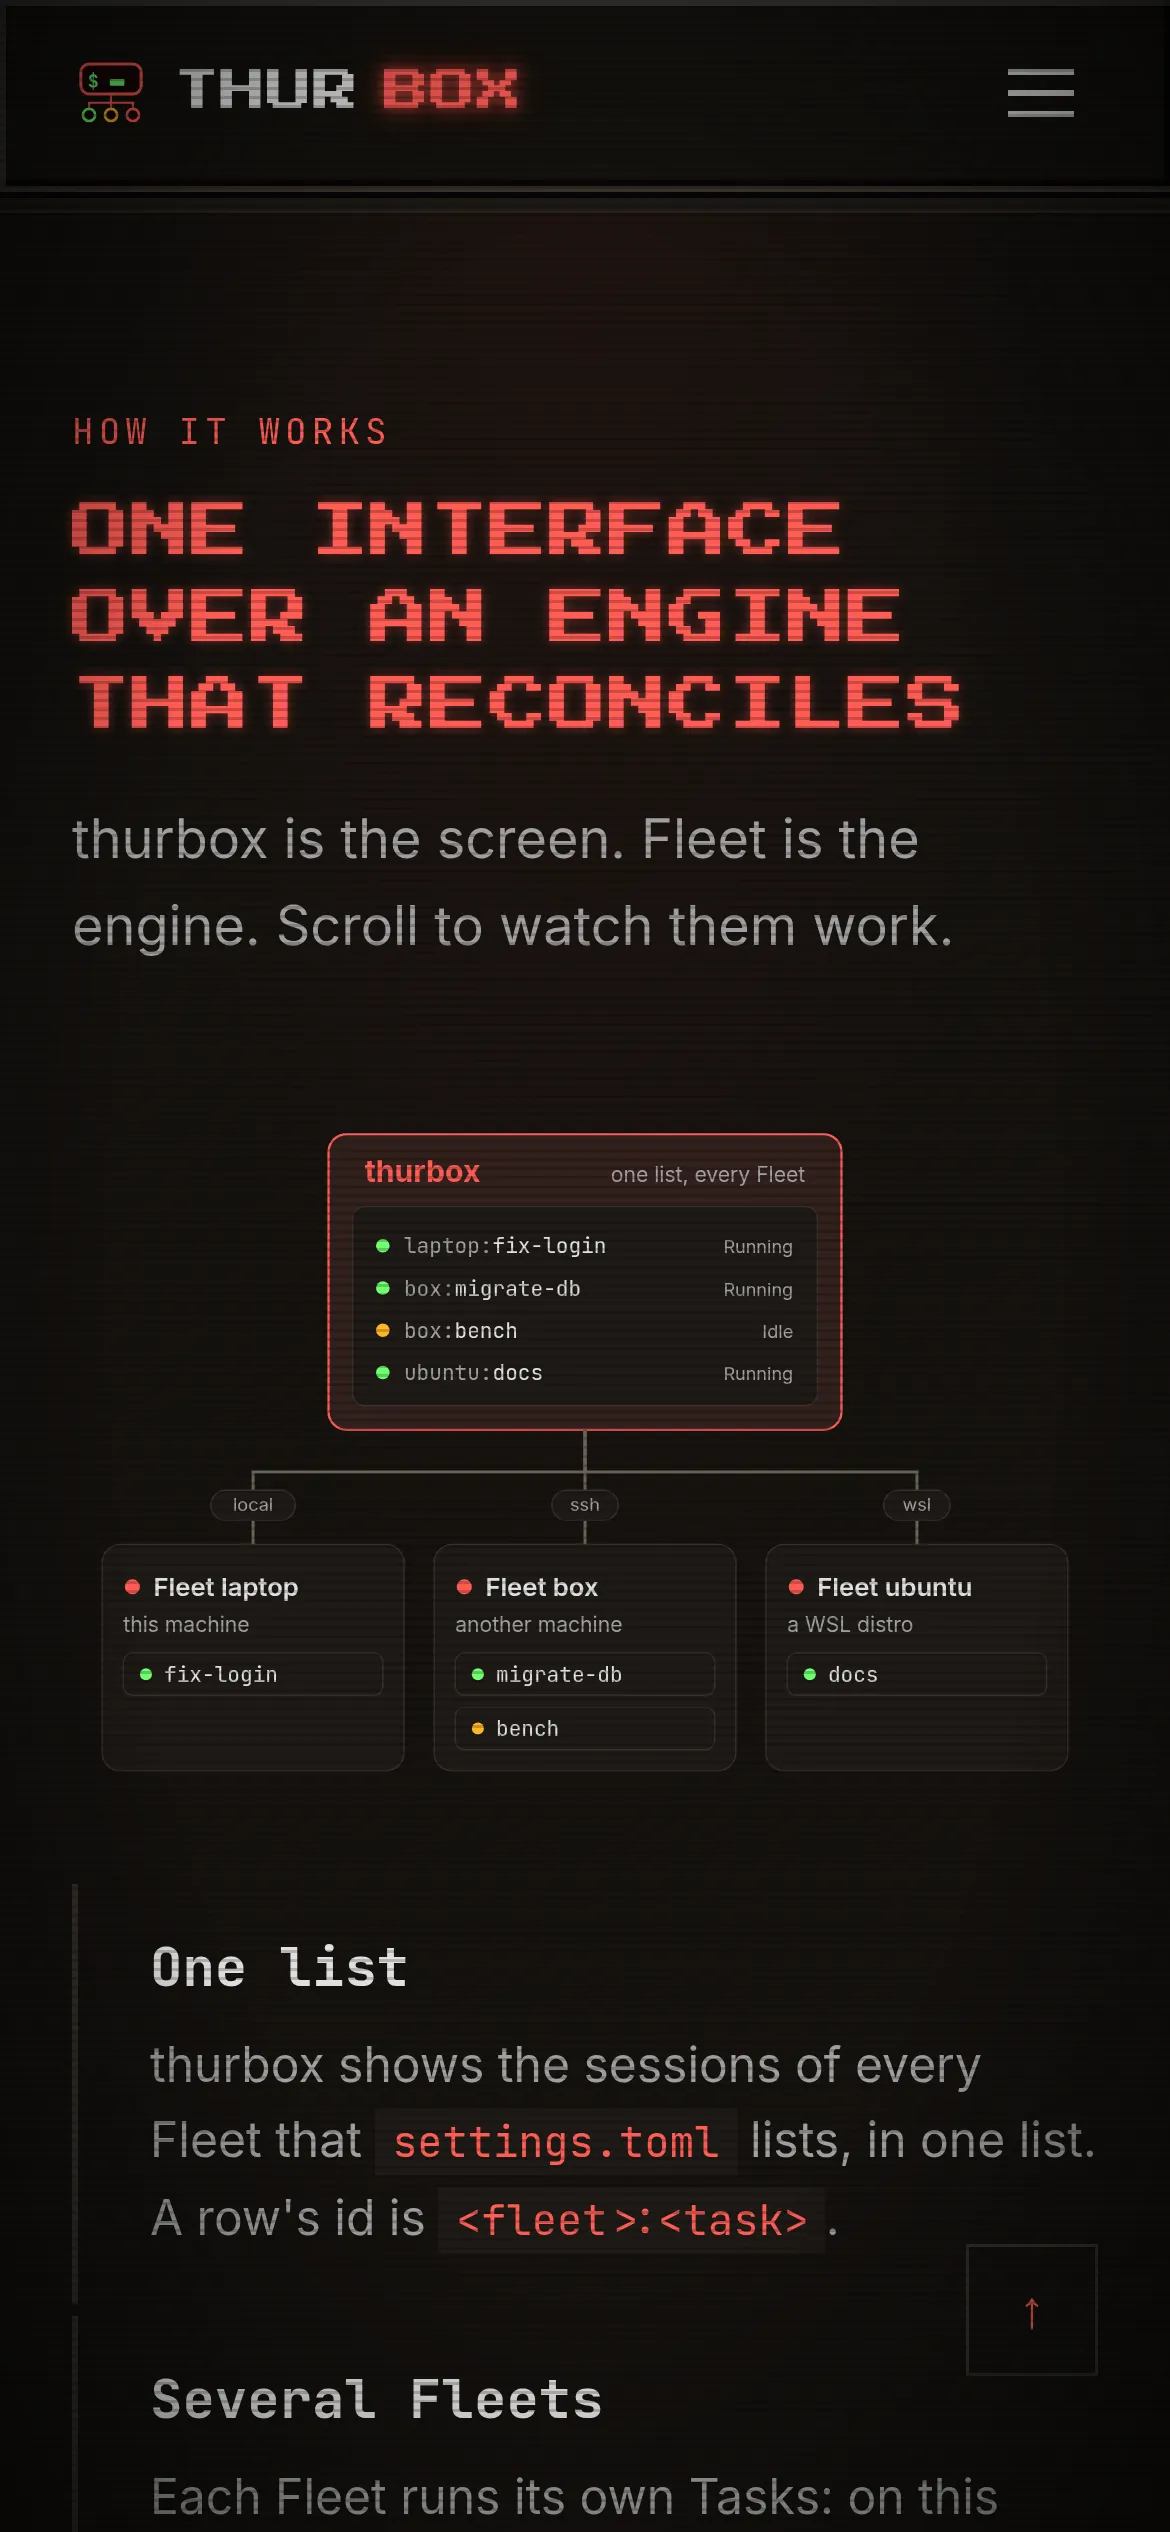 $
THUR BOX
HOW IT WORKS
ONE INTERFACE
OVER AN ENGINE
THAT RECONCILES
thurbox is the screen. Fleet is the
engine. Scroll to watch them work.
thurbox one list, every Fleet
laptop:fix-login Running
box:migrate-db Running
box:bench Idle
ubuntu:docs Running
local ssh wsl
Fleet laptop Fleet box Fleet ubuntu
this machine another machine a WSL distro
fix-login migrate-db docs
bench
One list
thurbox shows the sessions of every
Fleet that settings.toml lists, in one list.
A row's id is <fleet>:<task>.
↑
Several Fleets
Each Fleet runs its own Tasks: on this